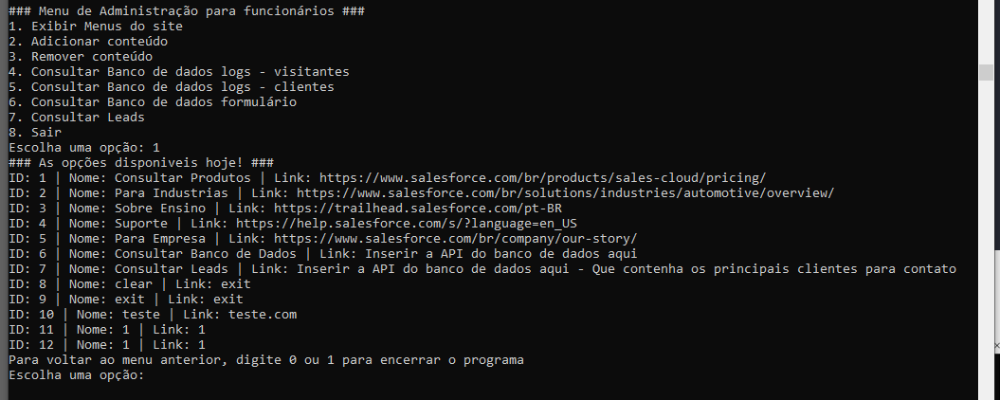 ### Menu de Administração para funcionários ###
1. Exibir Menus do site
2. Adicionar conteúdo
3. Remover conteúdo
4. Consultar Banco de dados logs - visitantes
5. Consultar Banco de dados logs - clientes
6. Consultar Banco de dados formulário
7. Consultar Leads
8. Sair
Escolha uma opção: 1
### As opções disponiveis hoje! ###
ID: 1 | Nome: Consultar Produtos | Link: https://www.salesforce.com/br/products/sales-cloud/pricing/
ID: 2 | Nome: Para Industrias | Link: https://www.salesforce.com/br/solutions/industries/automotive/overview/
ID: 3 | Nome: Sobre Ensino | Link: https://trailhead.salesforce.com/pt-BR
ID: 4 | Nome: Suporte | Link: https://help.salesforce.com/s/?language=en_US
ID: 5 | Nome: Para Empresa | Link: https://www.salesforce.com/br/company/our-story/
ID: 6 | Nome: Consultar Banco de Dados | Link: Inserir a API do banco de dados aqui
ID: 7 | Nome: Consultar Leads | Link: Inserir a API do banco de dados aqui - Que contenha os principais clientes para contato
ID: 8 | Nome: clear | Link: exit
ID: 9 | Nome: exit | Link: exit
ID: 10 | Nome: teste | Link: teste.com
ID: 11 | Nome: 1 | Link: 1
ID: 12 | Nome: 1 | Link: 1
Para voltar ao menu anterior, digite 0 ou 1 para encerrar o programa
Escolha uma opção: